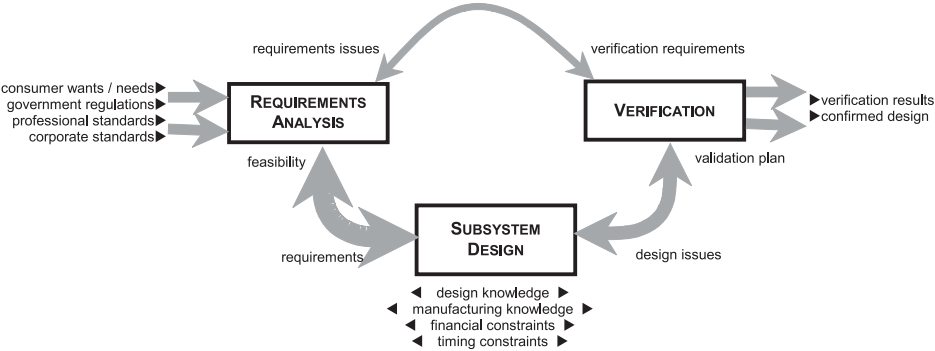 requirements issues
verification requirements
consumer wants / needs
government regulations
professional standards
corporate standards
REQUIREMENTS
ANALYSIS
VERIFICATION
verification results
confirmed design
feasibility
validation plan
SUBSYSTEM
DESIGN
requirements
design issues
design knowledge
manufacturing knowledge
financial constraints
timing constraints